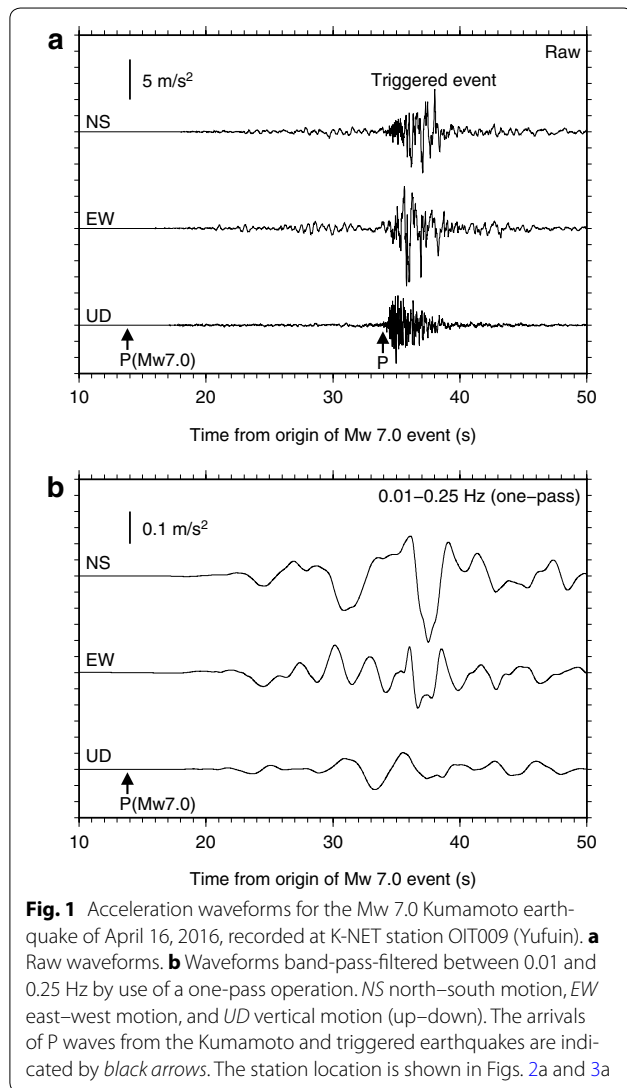 a
Raw
5 m/s²
Triggered event
NS
EW
UD
P(Mw7.0)
P
10 20 30 40 50
Time from origin of Mw 7.0 event (s)
b
0.01–0.25 Hz (one–pass)
0.1 m/s²
NS
EW
UD
P(Mw7.0)
10 20 30 40 50
Time from origin of Mw 7.0 event (s)
Fig. 1 Acceleration waveforms for the Mw 7.0 Kumamoto earth-
quake of April 16, 2016, recorded at K-NET station OIT009 (Yufuin). a
Raw waveforms. b Waveforms band-pass-filtered between 0.01 and
0.25 Hz by use of a one-pass operation. NS north–south motion, EW
east–west motion, and UD vertical motion (up–down). The arrivals
of P waves from the Kumamoto and triggered earthquakes are indi-
cated by black arrows. The station location is shown in Figs. 2a and 3a